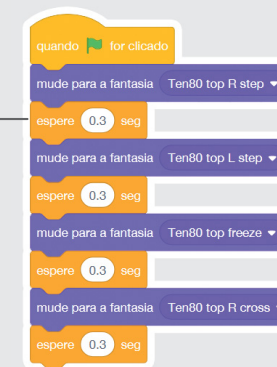 quando for clicado
mude para a fantasia Ten80 top R step
espere 0.3 seg
mude para a fantasia Ten80 top L step
espere 0.3 seg
mude para a fantasia Ten80 top freeze
espere 0.3 seg
mude para a fantasia Ten80 top R cross
espere 0.3 seg